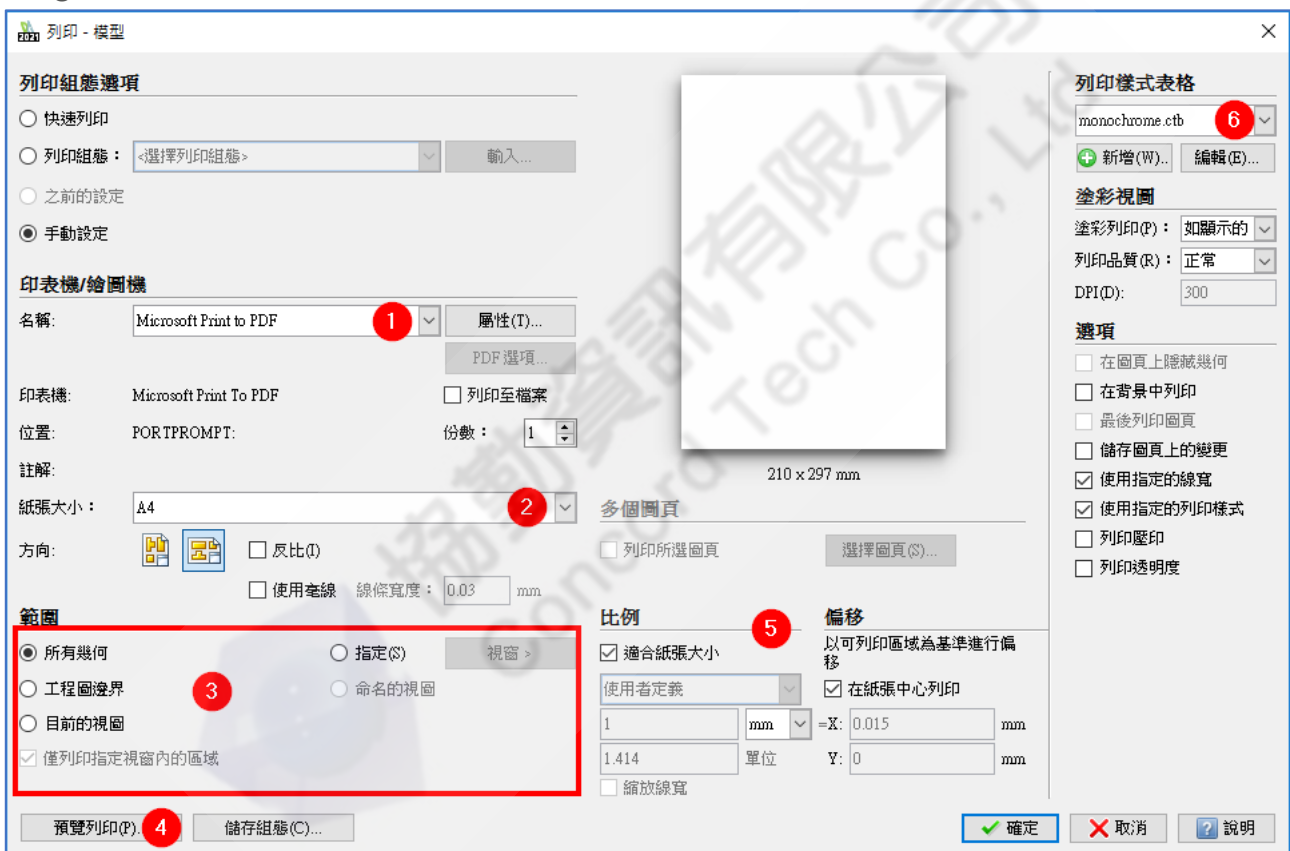 2021 列印 - 模型
列印組態選項
快速列印
列印組態： <選擇列印組態> 輸入...
之前的設定
手動設定
印表機/繪圖機
名稱: Microsoft Print to PDF 1 屬性(T)...
PDF 選項...
印表機: Microsoft Print To PDF 列印至檔案
位置: PORTPROMPT: 份數： 1
註解:
紙張大小： A4 2
方向: 反比(I)
使用毫線 線條寬度： 0.03 mm
範圍
所有幾何 指定(S) 視窗 >
工程圖邊界 3 命名的視圖
目前的視圖
僅列印指定視窗內的區域
預覽列印(P)... 4 儲存組態(C)...
210 x 297 mm
多個圖頁
列印所選圖頁 選擇圖頁(S)...
比例 5
適合紙張大小
使用者定義
1 mm =
1.414 單位
縮放線寬
偏移
以可列印區域為基準進行偏
移
在紙張中心列印
X: 0.015 mm
Y: 0 mm
列印樣式表格
monochrome.ctb 6
新增(W).. 編輯(E)...
塗彩視圖
塗彩列印(P)： 如顯示的
列印品質(R)： 正常
DPI(D): 300
選項
在圖頁上隱藏幾何
在背景中列印
最後列印圖頁
儲存圖頁上的變更
使用指定的線寬
使用指定的列印樣式
列印壓印
列印透明度
確定 取消 說明
協勤資訊有限公司
Concord Tech Co., Ltd